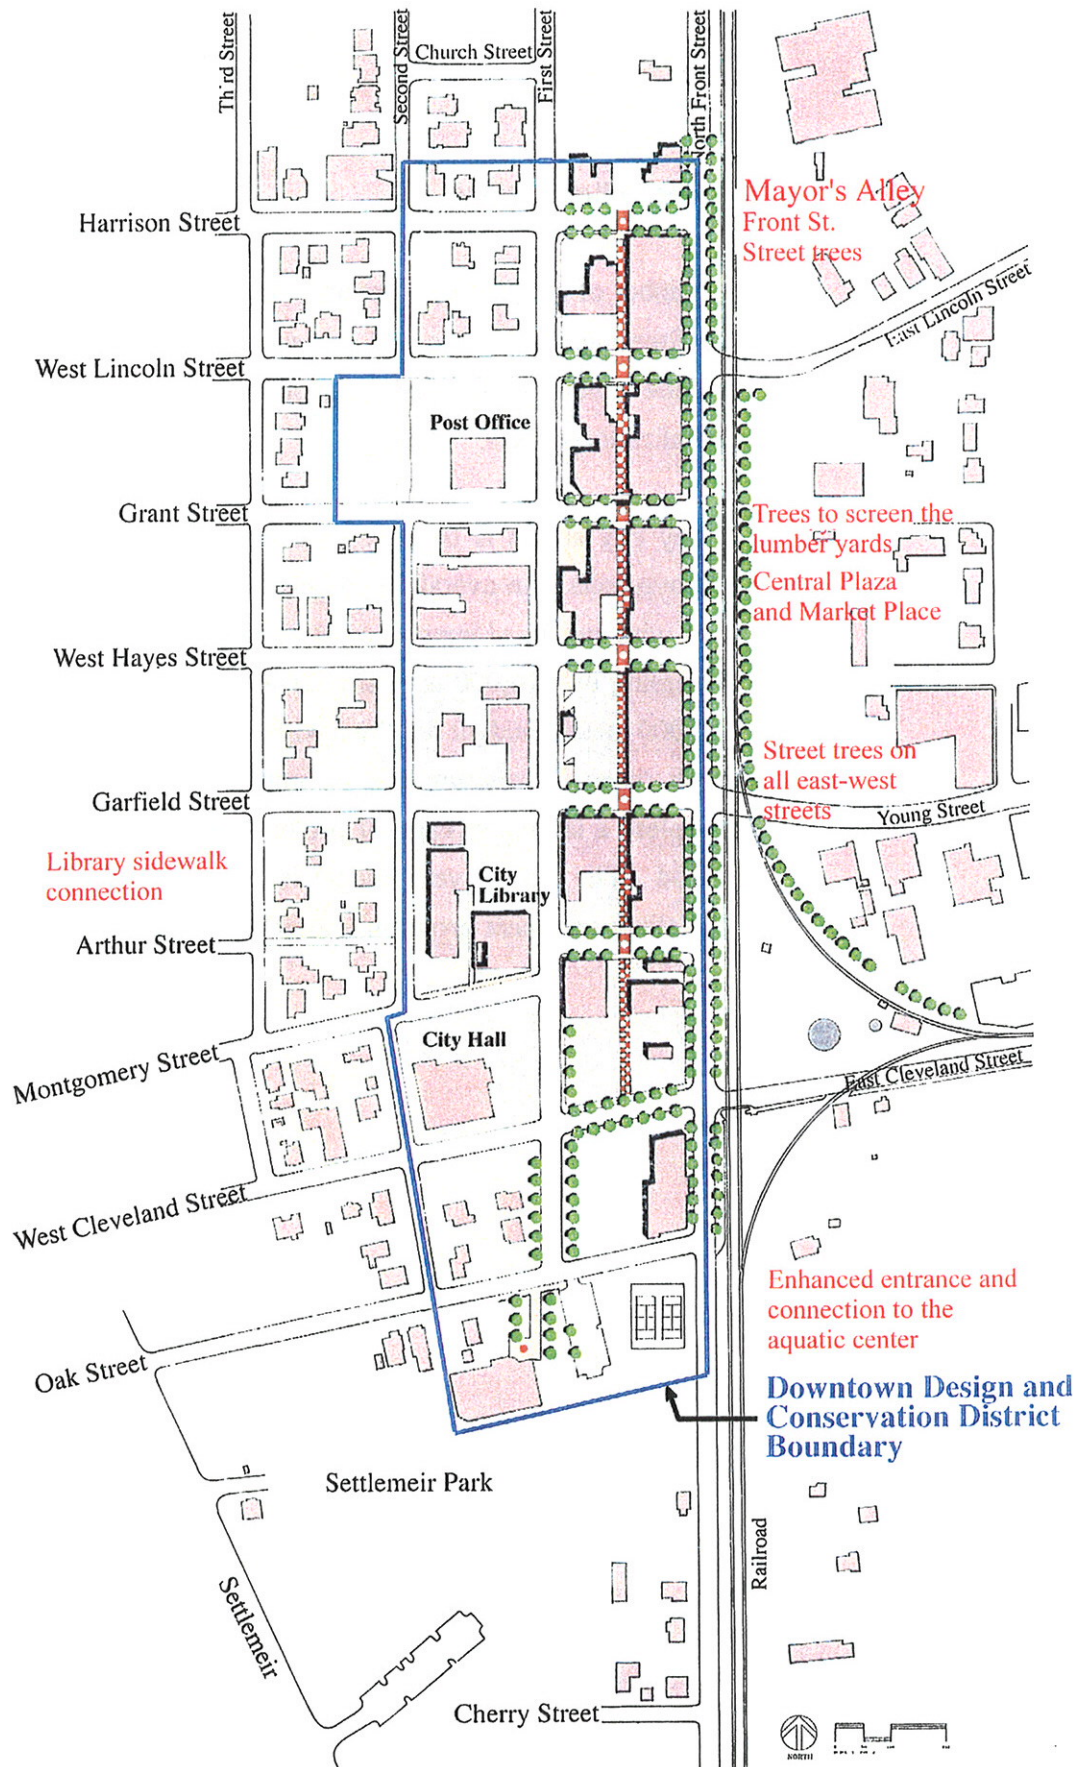 Third Street
Second Street
Church Street
First Street
North Front Street
Mayor's Alley
Front St.
Street trees
Harrison Street
East Lincoln Street
West Lincoln Street
Post Office
Grant Street
Trees to screen the
lumber yards
Central Plaza
and Market Place
West Hayes Street
Street trees on
all east-west
streets
Garfield Street
Young Street
Library sidewalk
connection
City
Library
Arthur Street
City Hall
Montgomery Street
East Cleveland Street
West Cleveland Street
Enhanced entrance and
connection to the
aquatic center
Oak Street
Downtown Design and
Conservation District
Boundary
Settlemeir Park
Railroad
Settlemeir
Cherry Street
NORTH